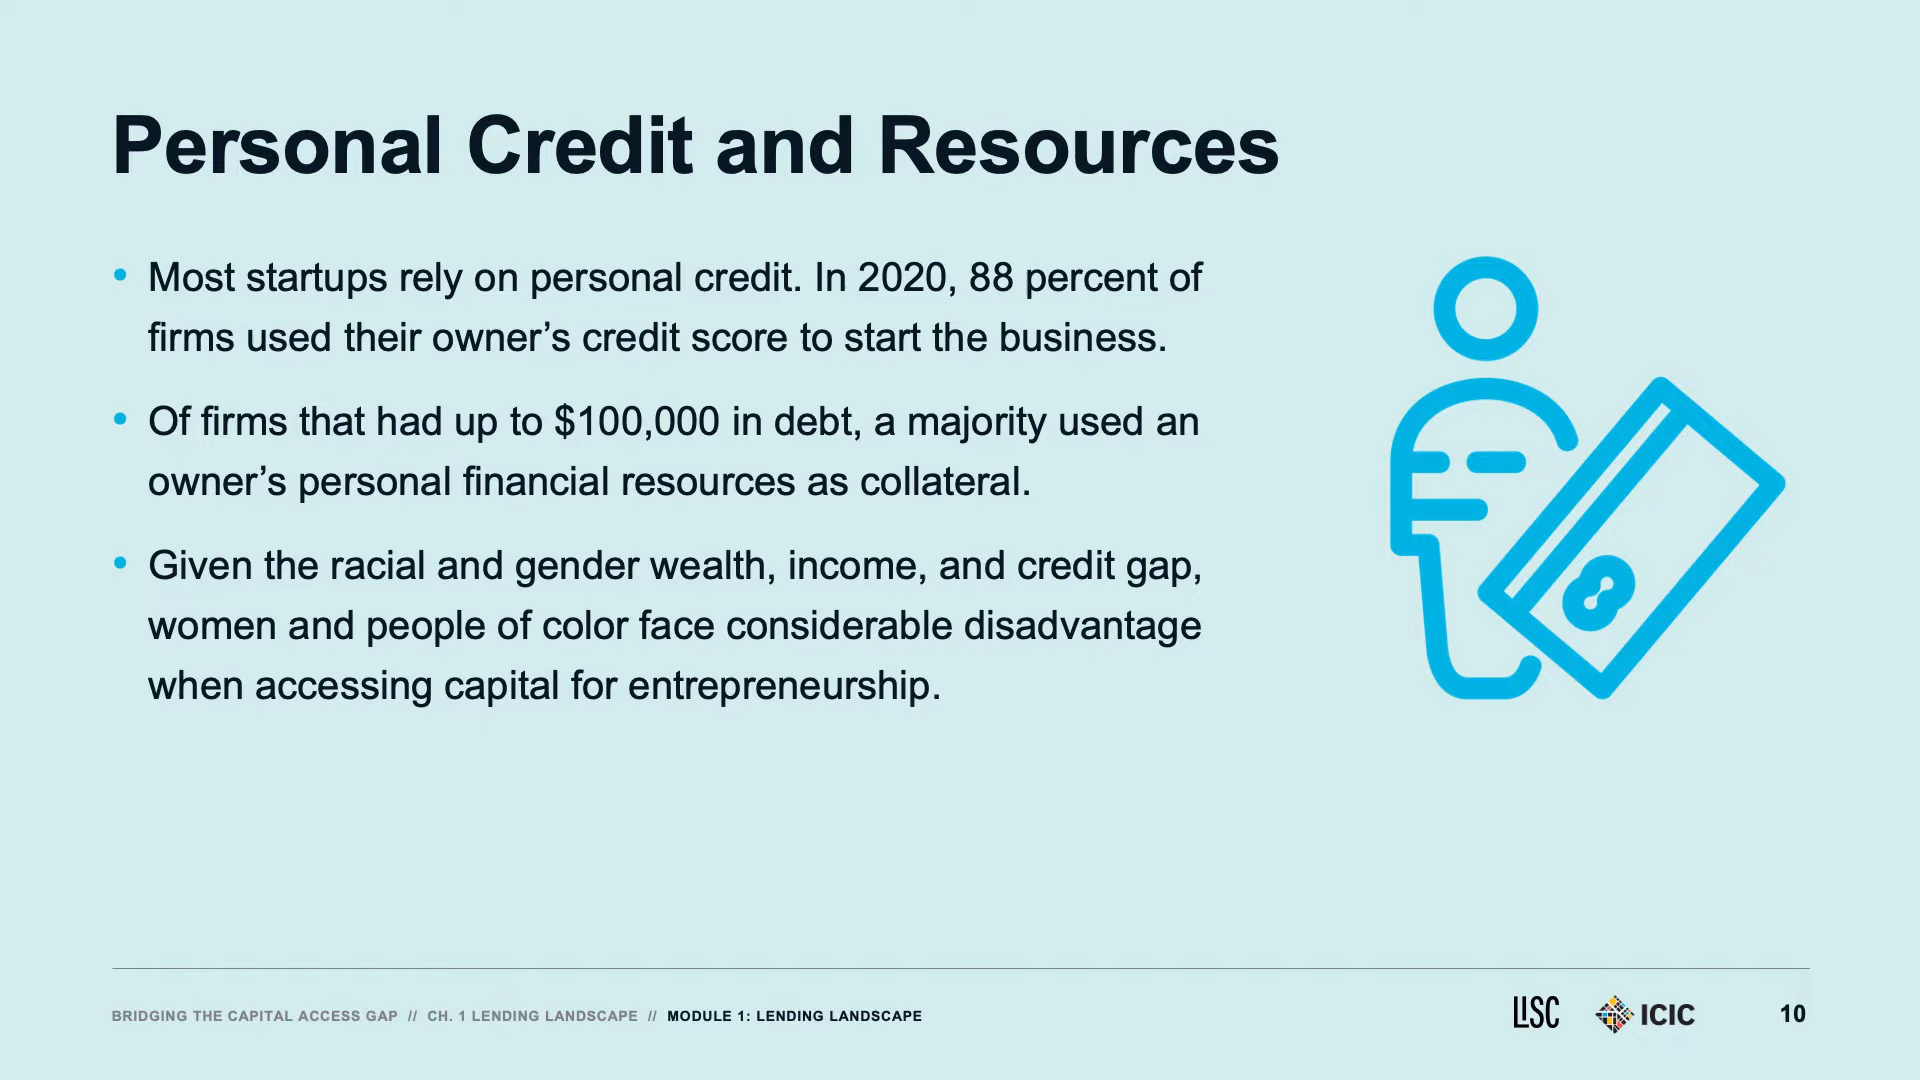 Personal Credit and Resources
• Most startups rely on personal credit. In 2020, 88 percent of
firms used their owner’s credit score to start the business.
• Of firms that had up to $100,000 in debt, a majority used an
owner’s personal financial resources as collateral.
• Given the racial and gender wealth, income, and credit gap,
women and people of color face considerable disadvantage
when accessing capital for entrepreneurship.
BRIDGING THE CAPITAL ACCESS GAP // CH. 1 LENDING LANDSCAPE // MODULE 1: LENDING LANDSCAPE
LISC ICIC 10